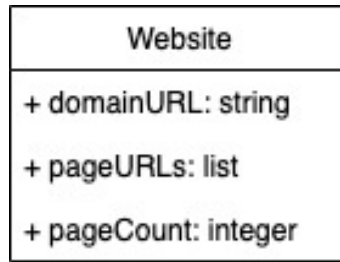 Website
+ domainURL: string
+ pageURLs: list
+ pageCount: integer